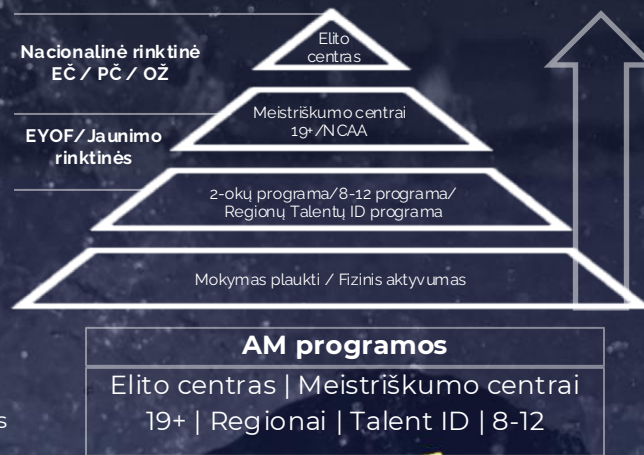 Elito
centras
Nacionalinė rinktinė
EČ / PČ / OŽ
Meistriškumo centrai
19+/NCAA
EYOF/Jaunimo
rinktinės
2-okų programa/8-12 programa/
Regionų Talentų ID programa
Mokymas plaukti / Fizinis aktyvumas
AM programos
Elito centras | Meistriškumo centrai
19+ | Regionai | Talent ID | 8-12
s